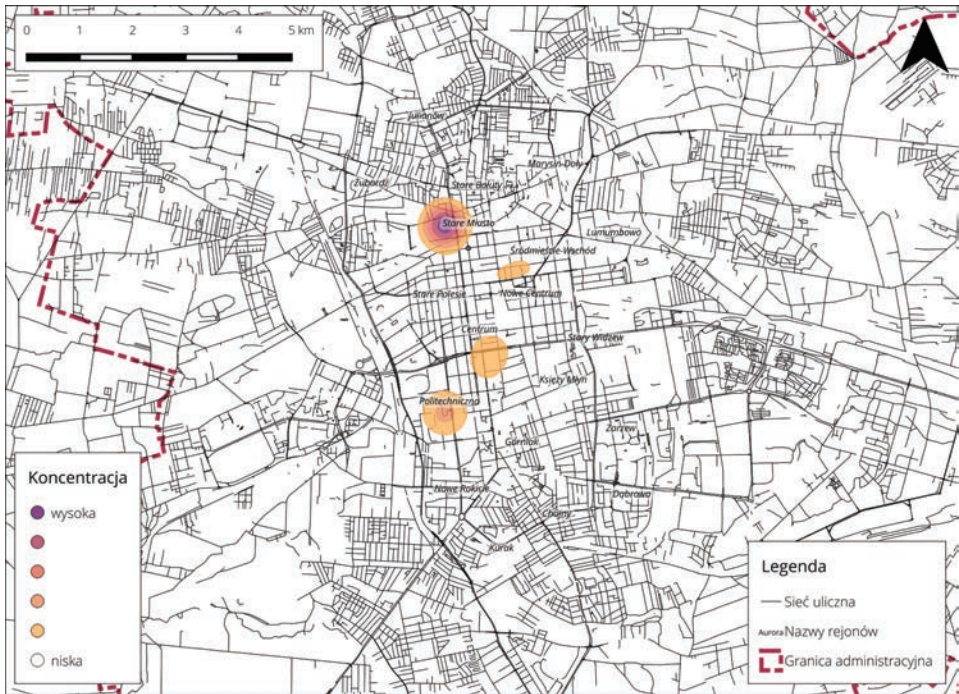 0 1 2 3 4 5 km
Julianów
Marysin-Doły
Żubardź
Stare Bałuty
Stare Miasto
Lumumbowo
Śródmieście-Wschód
Stare Polesie
Nowe Centrum
Centrum
Stary Widzew
Księży Młyn
Politechniczna
Zarzew
Górniak
Nowe Rokicie
Dąbrowa
Chojny
Kurak
Koncentracja
wysoka
niska
Legenda
Sieć uliczna
Aurora Nazwy rejonów
Granica administracyjna